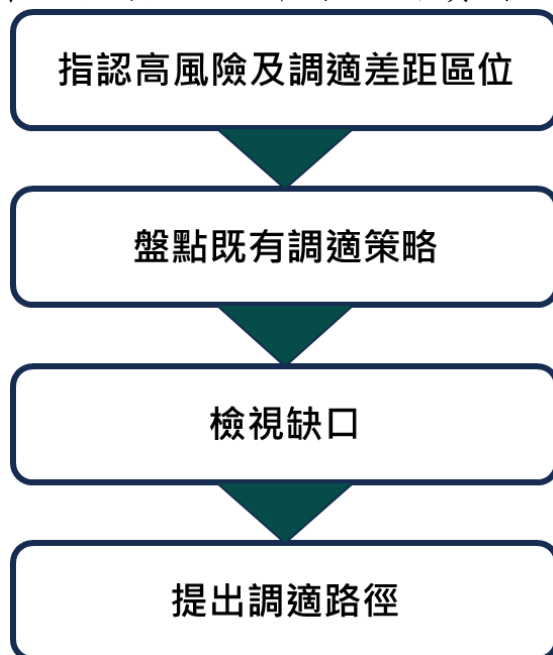 指認高風險及調適差距區位
盤點既有調適策略
檢視缺口
提出調適路徑